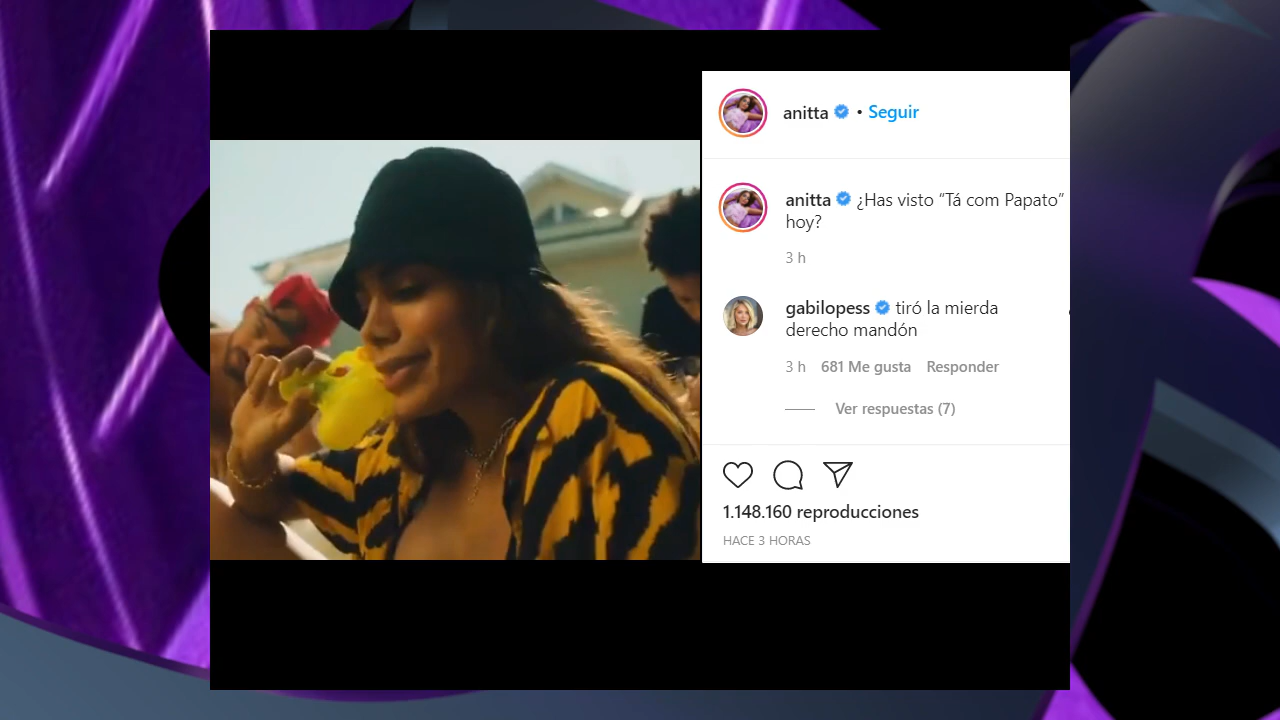 anitta • Seguir
anitta ¿Has visto “Tá com Papato”
hoy?
3 h
gabilopess tiró la mierda
derecho mandón
3 h 681 Me gusta Responder
Ver respuestas (7)
1.148.160 reproducciones
HACE 3 HORAS